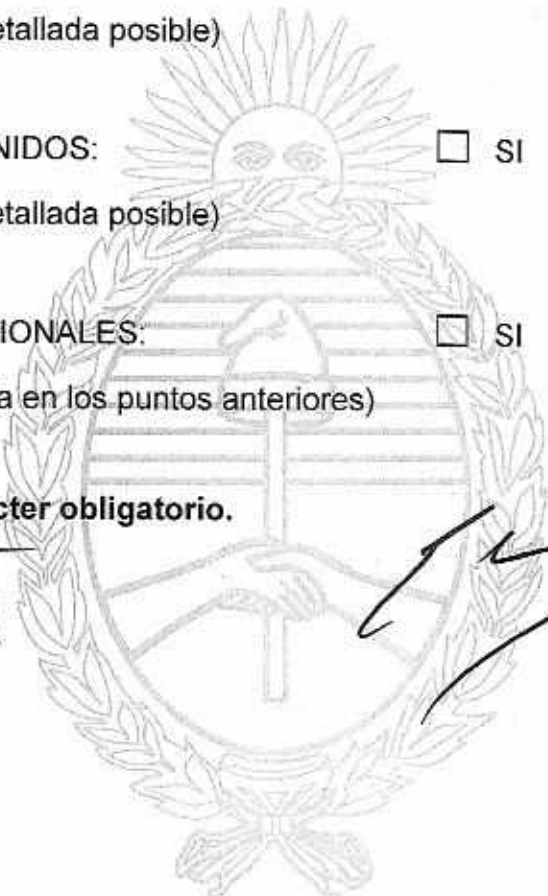 etallada posible)
NIDOS: ☐ SI
etallada posible)
IONALES: ☐ SI
a en los puntos anteriores)
cter obligatorio.